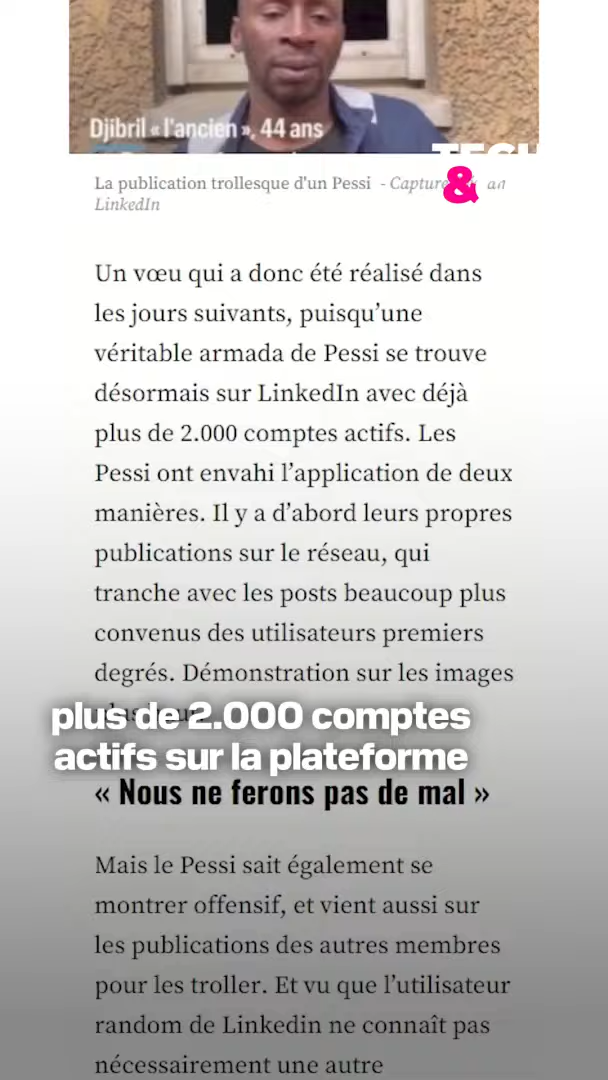 Djibril « l'ancien », 44 ans
TECH
&
La publication trollesque d'un Pessi - Capture
LinkedIn
Un vœu qui a donc été réalisé dans
les jours suivants, puisqu'une
véritable armada de Pessi se trouve
désormais sur LinkedIn avec déjà
plus de 2.000 comptes actifs. Les
Pessi ont envahi l'application de deux
manières. Il y a d'abord leurs propres
publications sur le réseau, qui
tranche avec les posts beaucoup plus
convenus des utilisateurs premiers
degrés. Démonstration sur les images
plus de 2.000 comptes
actifs sur la plateforme
« Nous ne ferons pas de mal »
Mais le Pessi sait également se
montrer offensif, et vient aussi sur
les publications des autres membres
pour les troller. Et vu que l'utilisateur
random de Linkedin ne connaît pas
nécessairement une autre